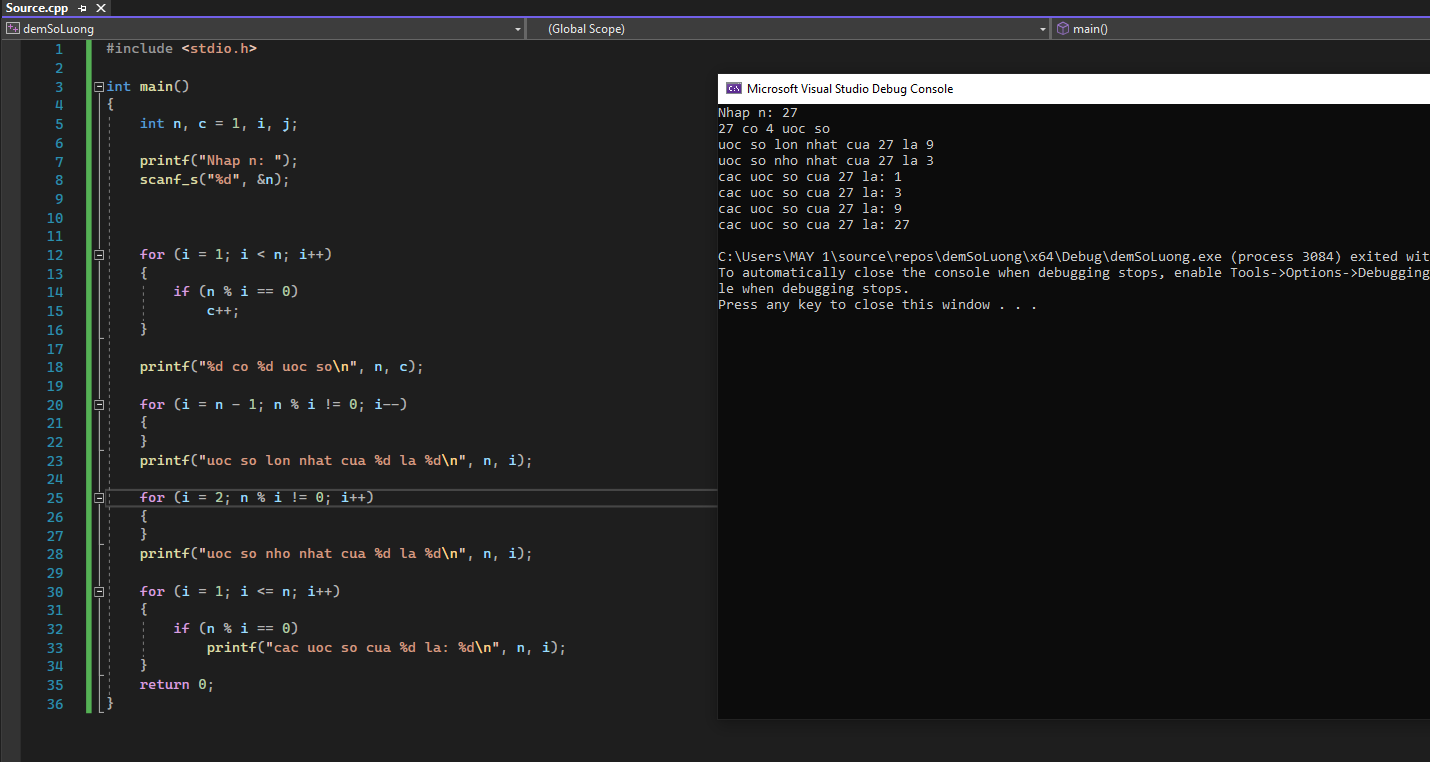 Source.cpp
demSoLuong (Global Scope) main()
1 #include <stdio.h>
2
3 int main()
4 {
5 int n, c = 1, i, j;
6
7 printf("Nhap n: ");
8 scanf_s("%d", &n);
9
10
11
12 for (i = 1; i < n; i++)
13 {
14 if (n % i == 0)
15 c++;
16 }
17
18 printf("%d co %d uoc so\n", n, c);
19
20 for (i = n - 1; n % i != 0; i--)
21 {
22 }
23 printf("uoc so lon nhat cua %d la %d\n", n, i);
24
25 for (i = 2; n % i != 0; i++)
26 {
27 }
28 printf("uoc so nho nhat cua %d la %d\n", n, i);
29
30 for (i = 1; i <= n; i++)
31 {
32 if (n % i == 0)
33 printf("cac uoc so cua %d la: %d\n", n, i);
34 }
35 return 0;
36 }
Microsoft Visual Studio Debug Console
Nhap n: 27
27 co 4 uoc so
uoc so lon nhat cua 27 la 9
uoc so nho nhat cua 27 la 3
cac uoc so cua 27 la: 1
cac uoc so cua 27 la: 3
cac uoc so cua 27 la: 9
cac uoc so cua 27 la: 27
C:\Users\MAY 1\source\repos\demSoLuong\x64\Debug\demSoLuong.exe (process 3084) exited wit
To automatically close the console when debugging stops, enable Tools->Options->Debugging
le when debugging stops.
Press any key to close this window . . .